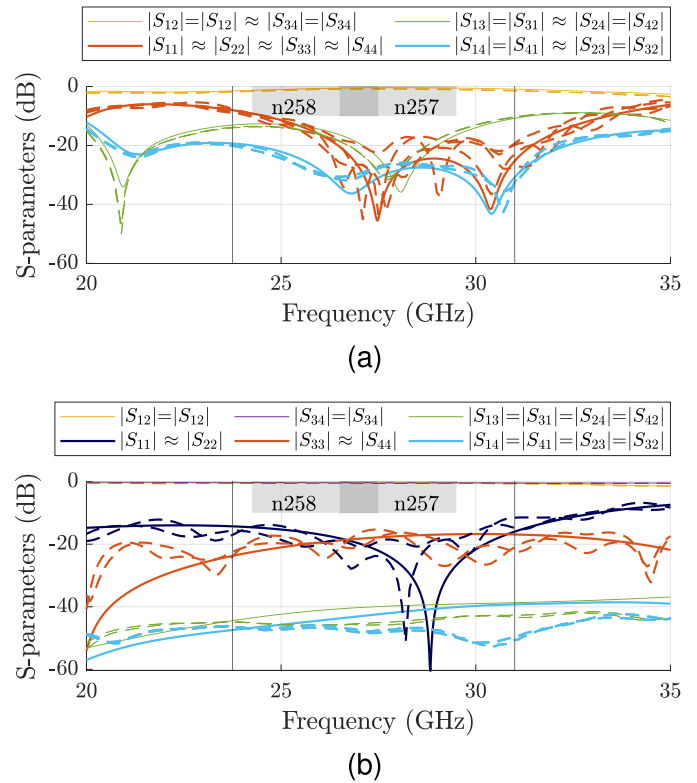 |S12|=|S12| ≈ |S34|=|S34| |S13|=|S31| ≈ |S24|=|S42|
|S11| ≈ |S22| ≈ |S33| ≈ |S44| |S14|=|S41| ≈ |S23|=|S32|
0
-20
-40
-60
S-parameters (dB)
n258 n257
20 25 30 35
Frequency (GHz)
(a)
|S12|=|S12| |S34|=|S34| |S13|=|S31|=|S24|=|S42|
|S11| ≈ |S22| |S33| ≈ |S44| |S14|=|S41|=|S23|=|S32|
0
-20
-40
-60
S-parameters (dB)
n258 n257
20 25 30 35
Frequency (GHz)
(b)